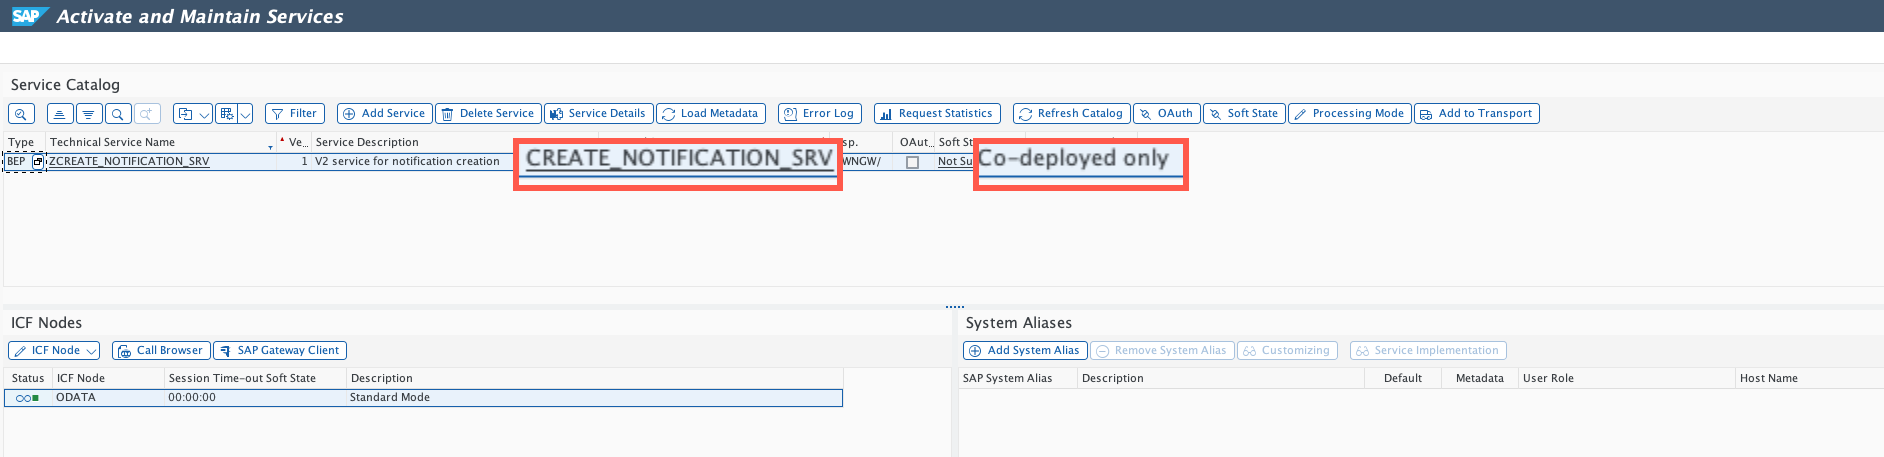 SAP Activate and Maintain Services
Service Catalog
Filter Add Service Delete Service Service Details Load Metadata Error Log Request Statistics Refresh Catalog OAuth Soft State Processing Mode Add to Transport
Type Technical Service Name Ve... Service Description sp. OAut... Soft St
BEP ZCREATE_NOTIFICATION_SRV 1 V2 service for notification creation CREATE_NOTIFICATION_SRV WNGW/ Not Su Co-deployed only
ICF Nodes
ICF Node Call Browser SAP Gateway Client
Status ICF Node Session Time-out Soft State Description
ODATA 00:00:00 Standard Mode
System Aliases
Add System Alias Remove System Alias Customizing Service Implementation
SAP System Alias Description Default Metadata User Role Host Name